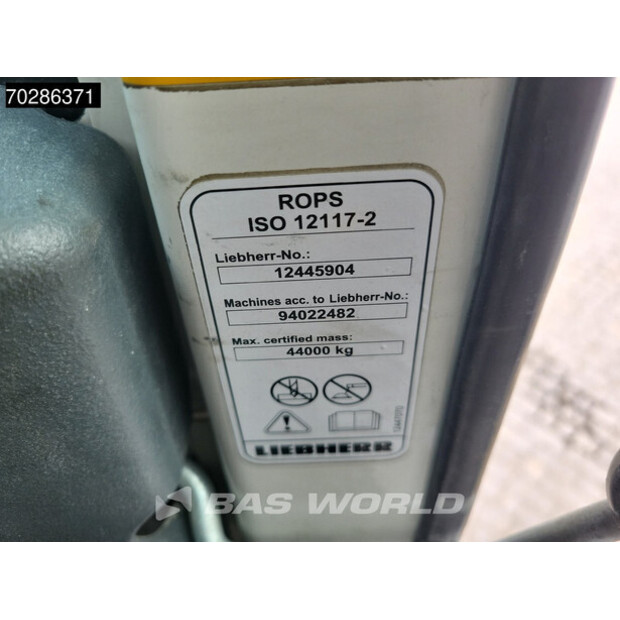 70286371
ROPS
ISO 12117-2
Liebherr-No.:
12445904
Machines acc. to Liebherr-No.:
94022482
Max. certified mass:
44000 kg
LIEBHERR
BAS WORLD